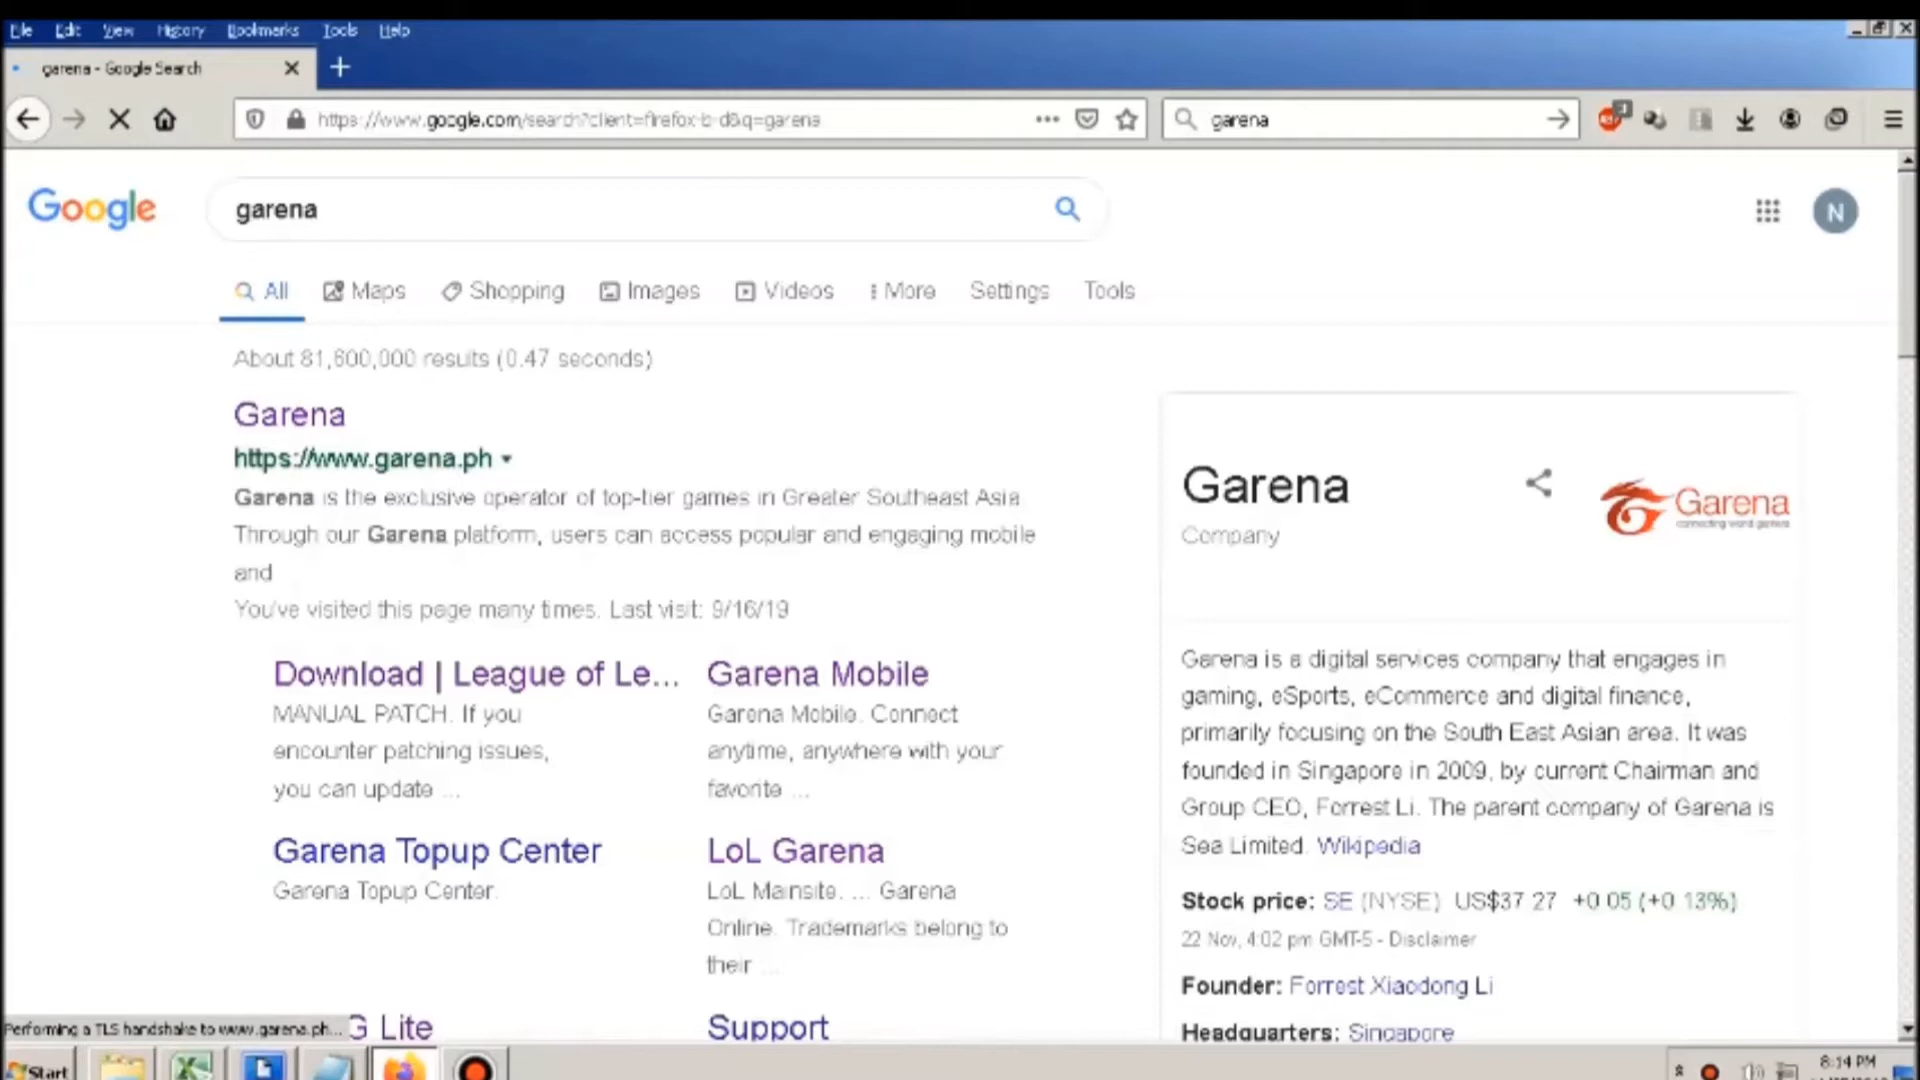 File Edit View History Bookmarks Tools Help
garena - Google Search
https://www.google.com/search?client=firefox-b-d&q=garena
garena
Google
garena
N
All Maps Shopping Images Videos More Settings Tools
About 81,600,000 results (0.47 seconds)
Garena
https://www.garena.ph
Garena is the exclusive operator of top-tier games in Greater Southeast Asia
Through our Garena platform, users can access popular and engaging mobile
and
You've visited this page many times. Last visit: 9/16/19
Download | League of Le...
MANUAL PATCH. If you
encounter patching issues,
you can update ...
Garena Mobile
Garena Mobile. Connect
anytime, anywhere with your
favorite ...
Garena Topup Center
Garena Topup Center.
LoL Garena
LoL Mainsite. ... Garena
Online. Trademarks belong to
their ...
G Lite
Support
Garena
Company
Garena
connecting world gamers
Garena is a digital services company that engages in
gaming, eSports, eCommerce and digital finance,
primarily focusing on the South East Asian area. It was
founded in Singapore in 2009, by current Chairman and
Group CEO, Forrest Li. The parent company of Garena is
Sea Limited. Wikipedia
Stock price: SE (NYSE) US$37.27 +0.05 (+0.13%)
22 Nov, 4:02 pm GMT-5 - Disclaimer
Founder: Forrest Xiaodong Li
Headquarters: Singapore
Performing a TLS handshake to www.garena.ph...
Start
8:14 PM